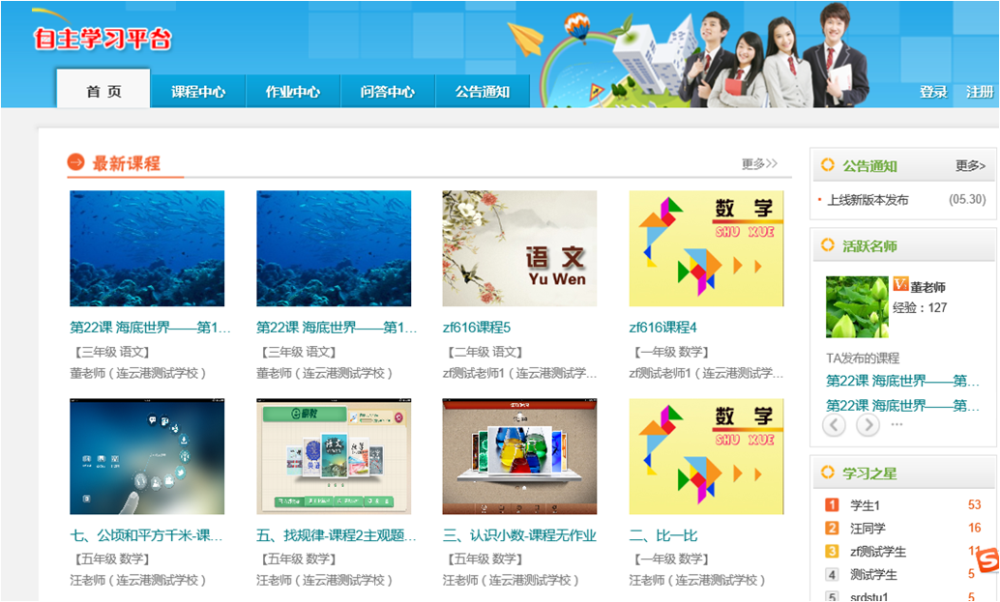 自主学习平台
首 页 课程中心 作业中心 问答中心 公告通知
登录 注册
最新课程
更多>>
数 学
SHU XUE
语 文
Yu Wen
第22课 海底世界——第1...
【三年级 语文】
董老师（连云港测试学校）
第22课 海底世界——第1...
【三年级 语文】
董老师（连云港测试学校）
zf616课程5
【二年级 语文】
zf测试老师1（连云港测试学...
zf616课程4
【一年级 数学】
zf测试老师1（连云港测试学...
语文
数 学
SHU XUE
七、公顷和平方千米-课...
【五年级 数学】
汪老师（连云港测试学校）
五、找规律-课程2主观题...
【五年级 数学】
汪老师（连云港测试学校）
三、认识小数-课程无作业
【五年级 数学】
汪老师（连云港测试学校）
二、比一比
【一年级 数学】
汪老师（连云港测试学校）
公告通知 更多>
上线新版本发布 (05.30)
活跃名师
董老师
经验：127
TA发布的课程
第22课 海底世界——第...
第22课 海底世界——第...
...
学习之星
1 学生1 53
2 汪同学 16
3 zf测试学生 11
4 测试学生 5
5 srdstu1 5